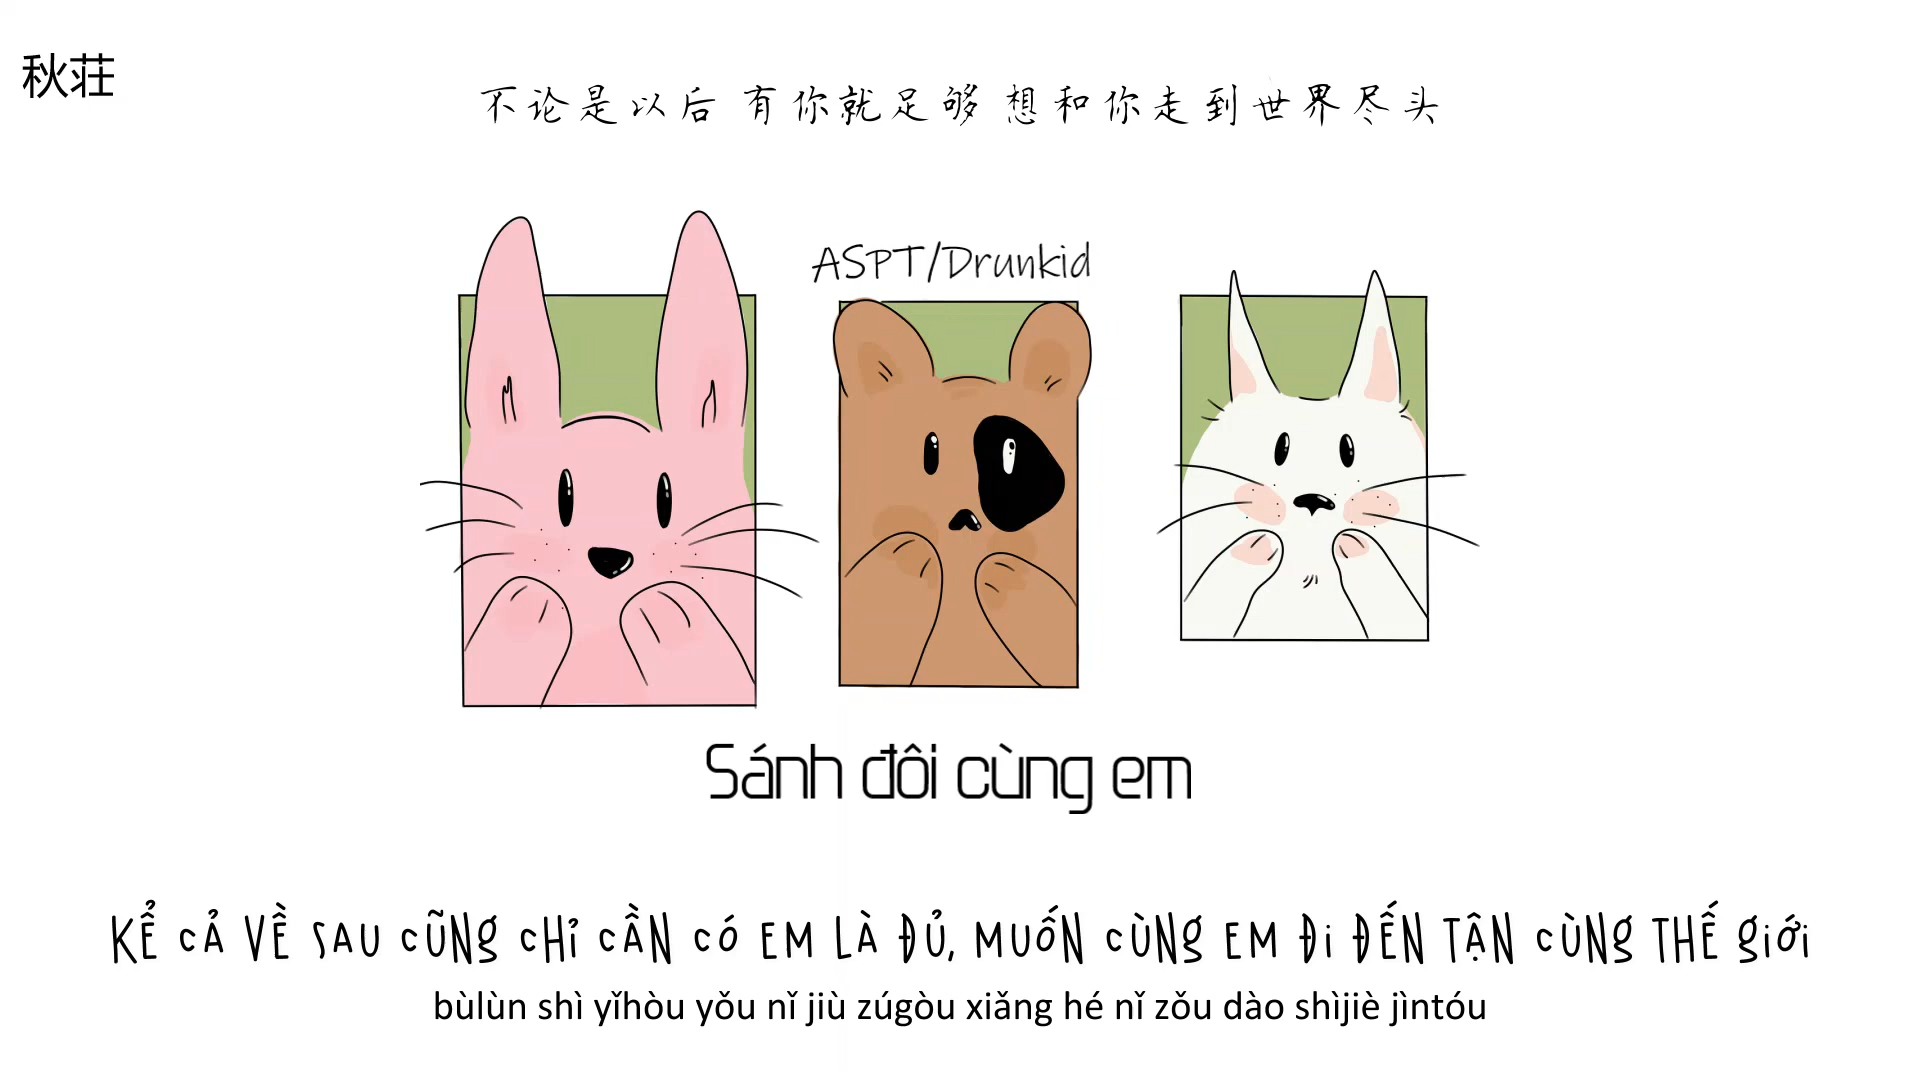 秋荘
不论是以后 有你就足够 想和你走到世界尽头
ASPT/Drunkid
Sánh đôi cùng em
KỂ CẢ VỀ SAU CŨNG CHỉ CẦN CÓ EM LÀ ĐỦ, MUỐN CÙNG EM Đi ĐẾN TẬN CÙNG THẾ giới
bùlùn shì yǐhòu yǒu nǐ jiù zúgòu xiǎng hé nǐ zǒu dào shìjiè jìntóu